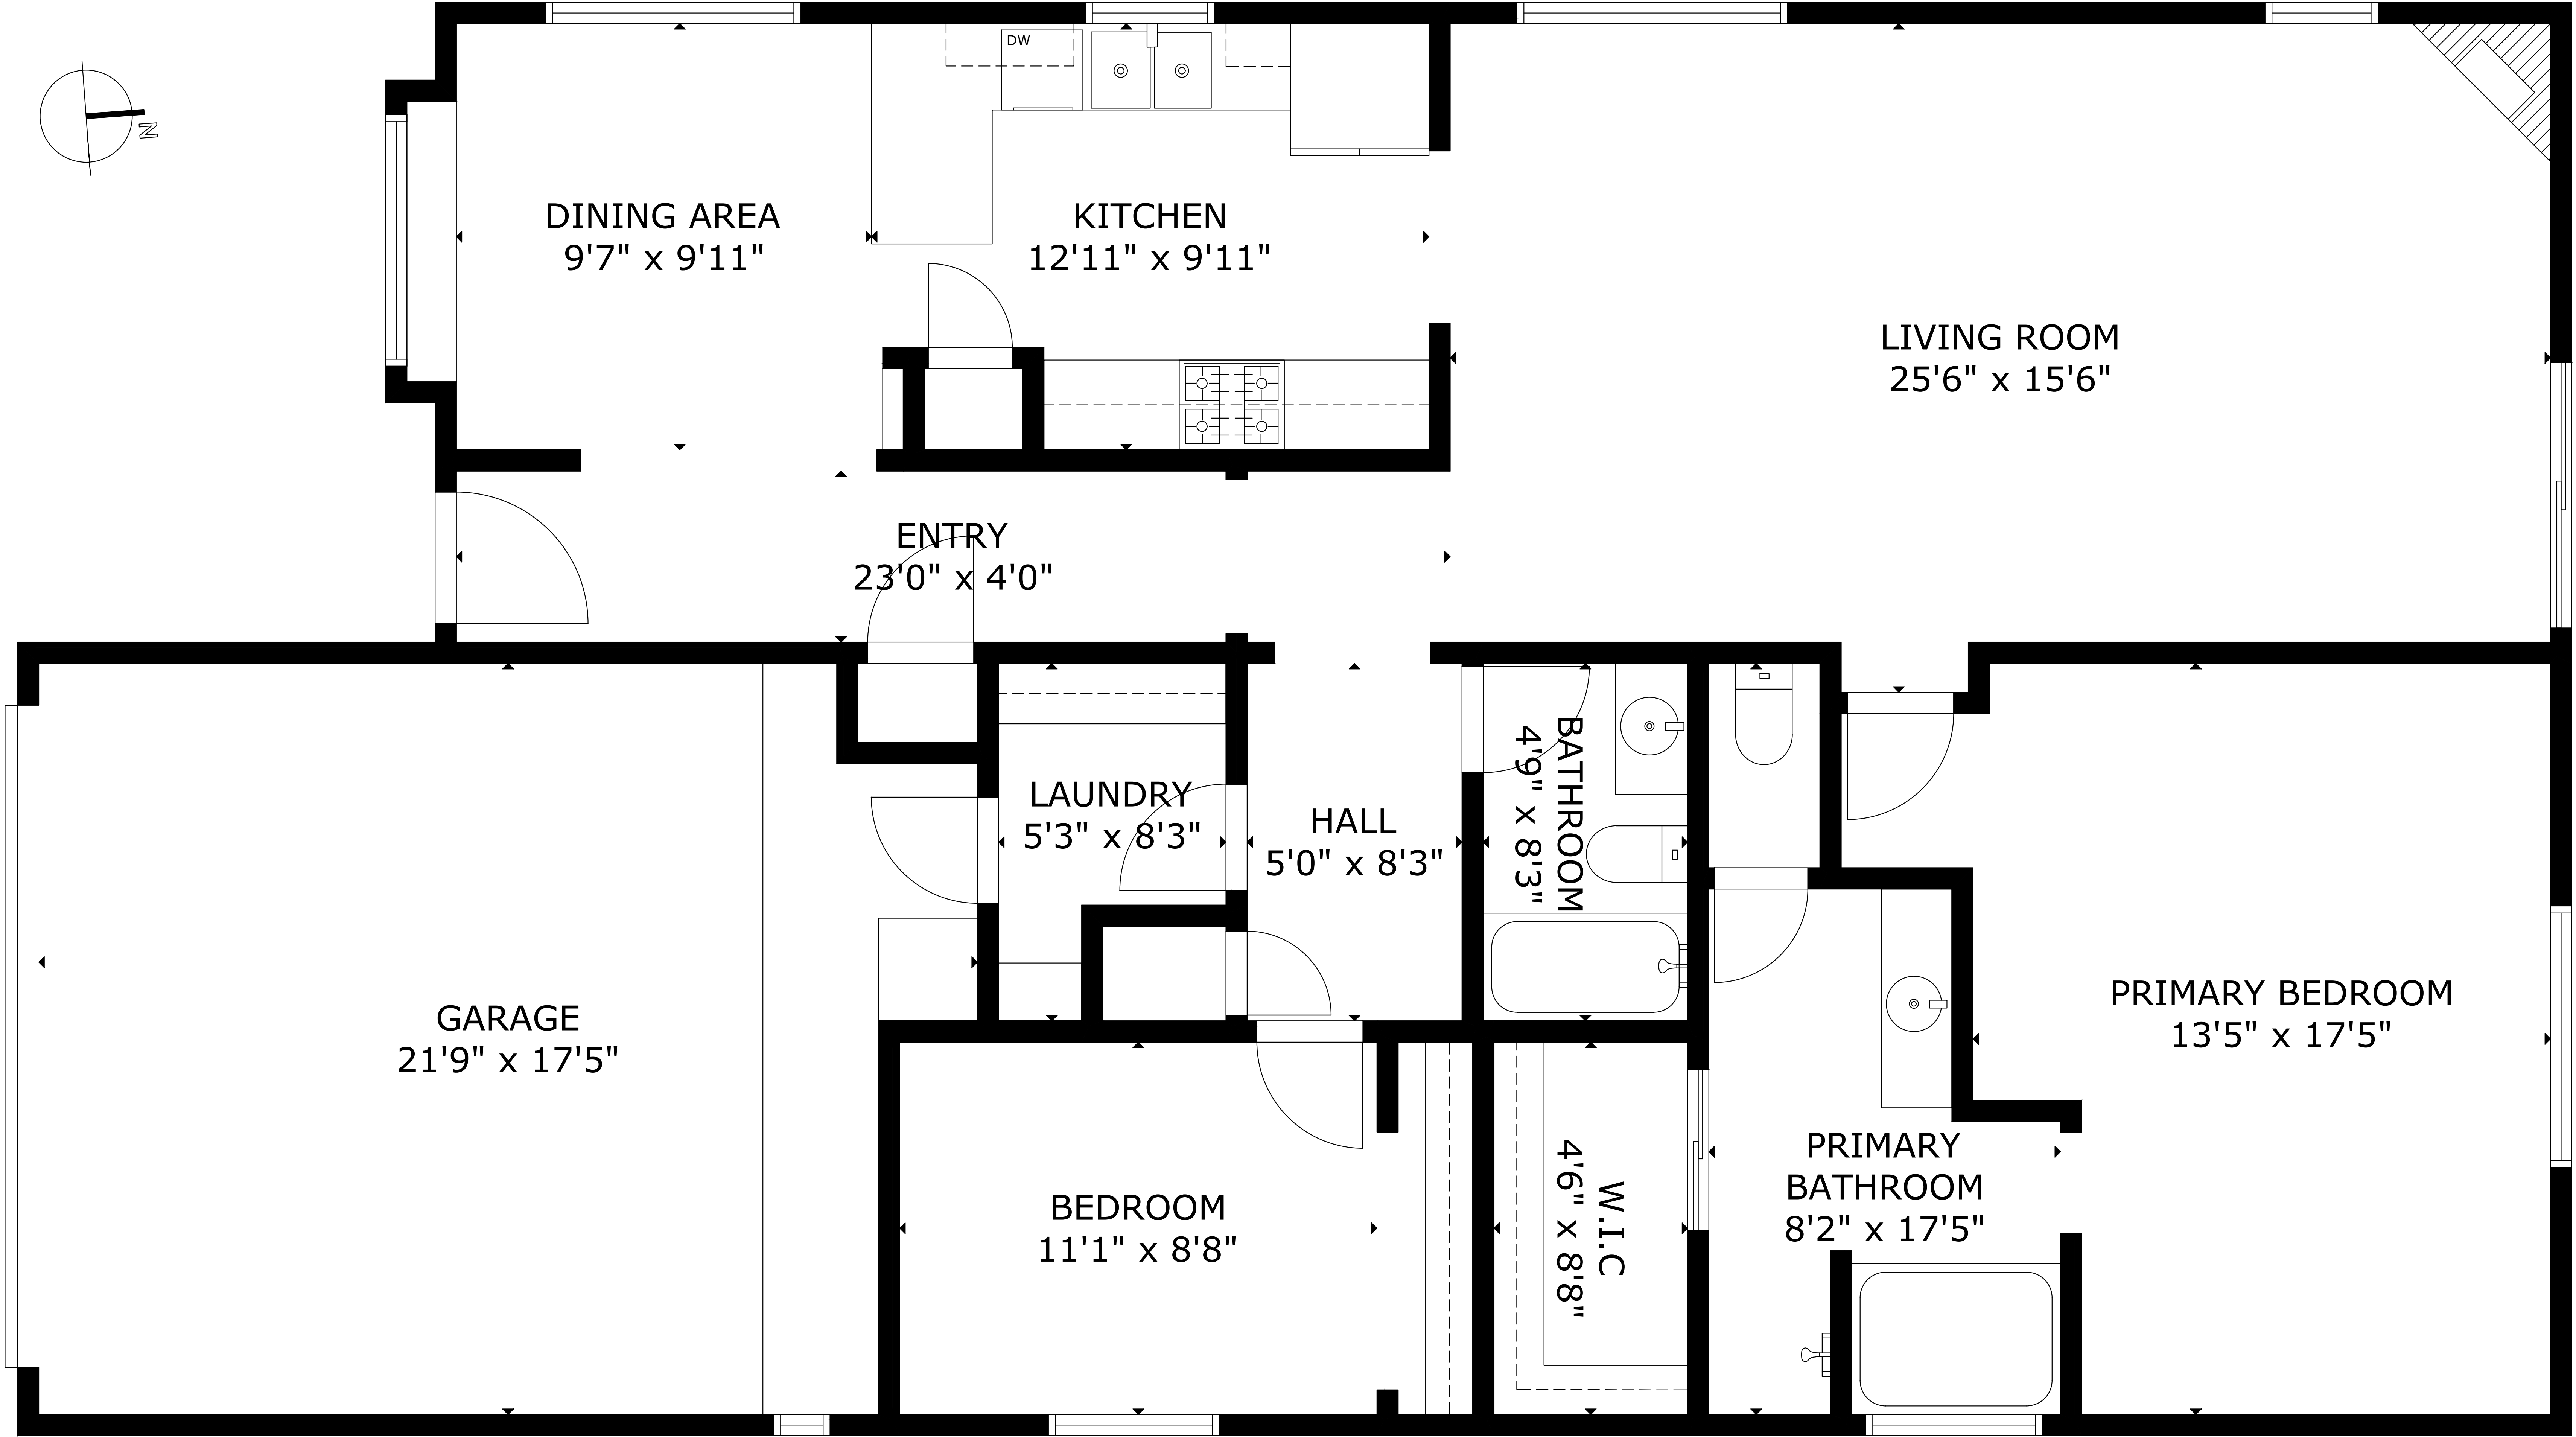 DW
N
DINING AREA
9'7" x 9'11"
KITCHEN
12'11" x 9'11"
LIVING ROOM
25'6" x 15'6"
ENTRY
23'0" x 4'0"
LAUNDRY
5'3" x 8'3"
HALL
5'0" x 8'3"
BATHROOM
4'9" x 8'3"
GARAGE
21'9" x 17'5"
PRIMARY BEDROOM
13'5" x 17'5"
BEDROOM
11'1" x 8'8"
W.I.C
4'6" x 8'8"
PRIMARY
BATHROOM
8'2" x 17'5"